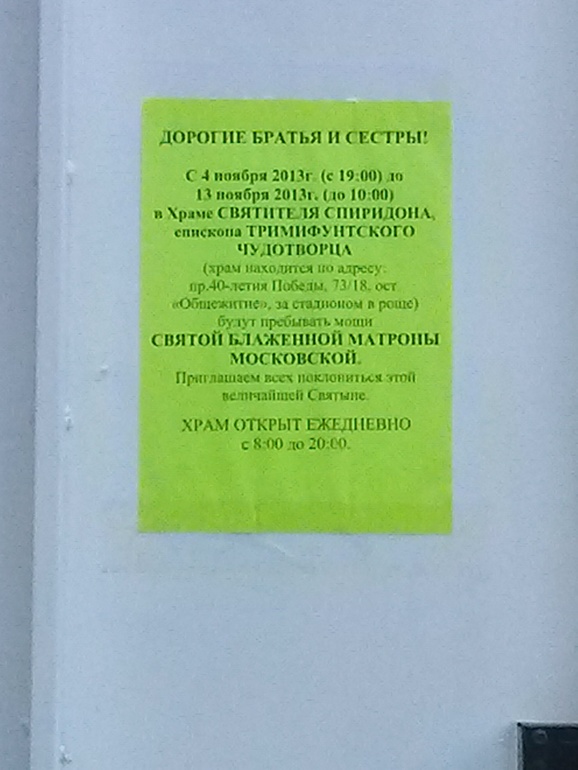 ДОРОГИЕ БРАТЬЯ И СЕСТРЫ!
С 4 ноября 2013г. (с 19:00) до
13 ноября 2013г. (до 10:00)
в Храме СВЯТИТЕЛЯ СПИРИДОНА,
епископа ТРИМИФУНТСКОГО
ЧУДОТВОРЦА
(храм находится по адресу:
пр.40-летия Победы, 73/18, ост
«Общежитие», за стадионом в роще)
будут пребывать мощи
СВЯТОЙ БЛАЖЕННОЙ МАТРОНЫ
МОСКОВСКОЙ.
Приглашаем всех поклониться этой
величайшей Святыне.
ХРАМ ОТКРЫТ ЕЖЕДНЕВНО
с 8:00 до 20:00.